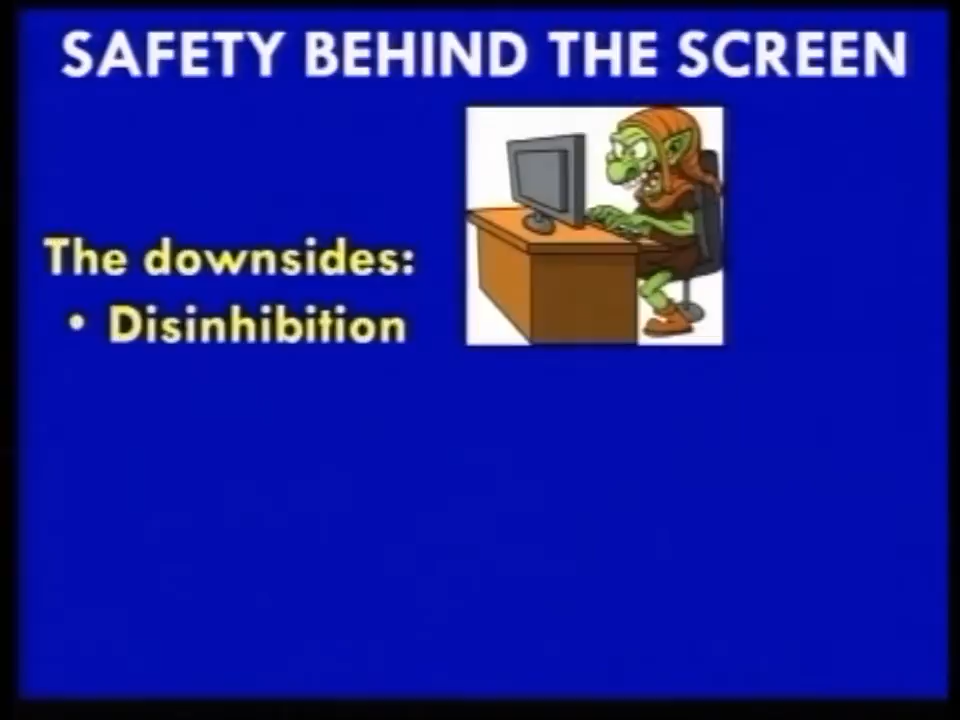 SAFETY BEHIND THE SCREEN
The downsides:
• Disinhibition